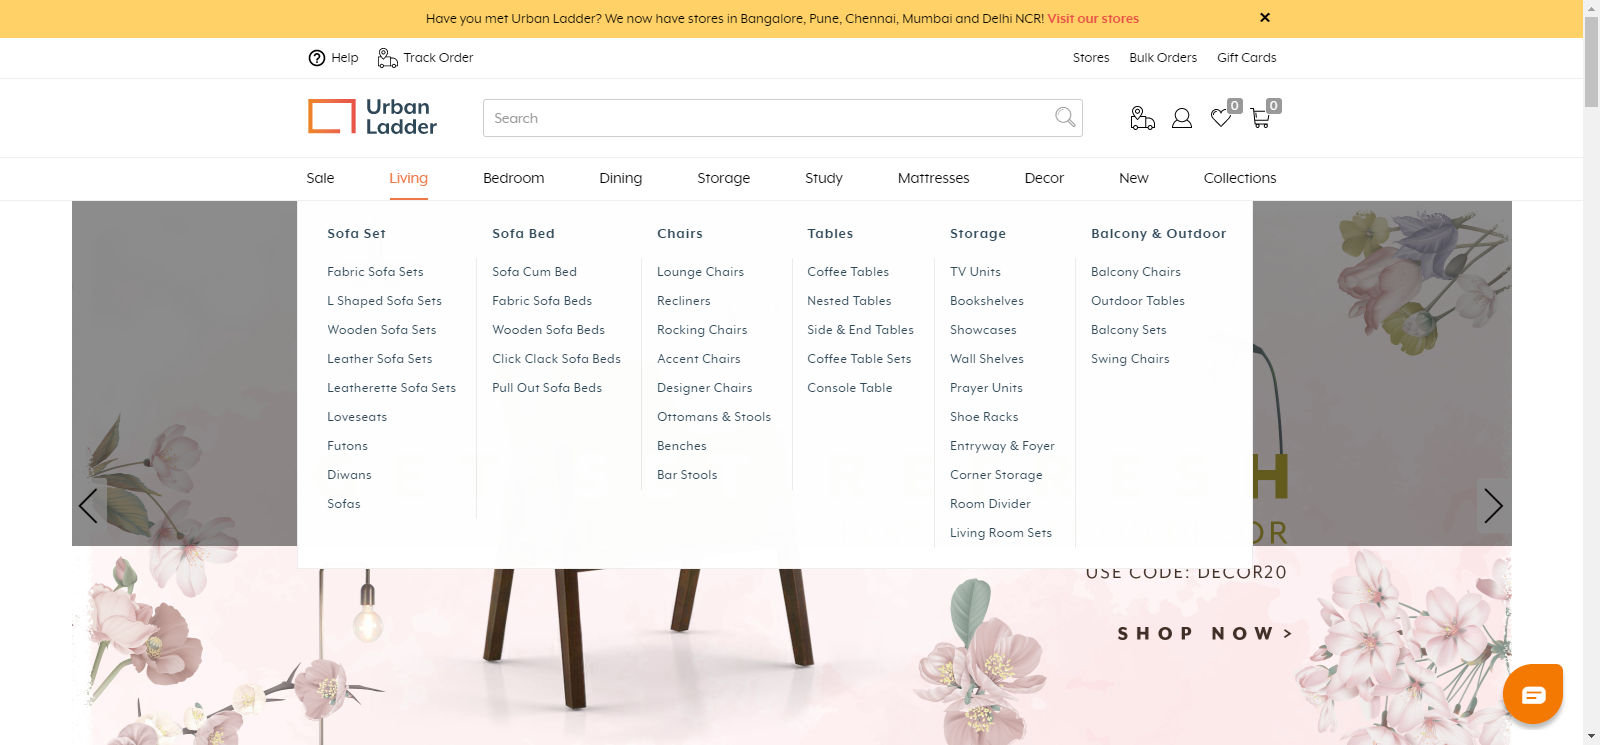 Have you met Urban Ladder? We now have stores in Bangalore, Pune, Chennai, Mumbai and Delhi NCR! Visit our stores
Help
Track Order
Stores
Bulk Orders
Gift Cards
Urban
Ladder
Search
0
0
Sale
Living
Bedroom
Dining
Storage
Study
Mattresses
Decor
New
Collections
Sofa Set
Fabric Sofa Sets
L Shaped Sofa Sets
Wooden Sofa Sets
Leather Sofa Sets
Leatherette Sofa Sets
Loveseats
Futons
Diwans
Sofas
Sofa Bed
Sofa Cum Bed
Fabric Sofa Beds
Wooden Sofa Beds
Click Clack Sofa Beds
Pull Out Sofa Beds
Chairs
Lounge Chairs
Recliners
Rocking Chairs
Accent Chairs
Designer Chairs
Ottomans & Stools
Benches
Bar Stools
Tables
Coffee Tables
Nested Tables
Side & End Tables
Coffee Table Sets
Console Table
Storage
TV Units
Bookshelves
Showcases
Wall Shelves
Prayer Units
Shoe Racks
Entryway & Foyer
Corner Storage
Room Divider
Living Room Sets
Balcony & Outdoor
Balcony Chairs
Outdoor Tables
Balcony Sets
Swing Chairs
USE CODE: DECOR20
SHOP NOW >